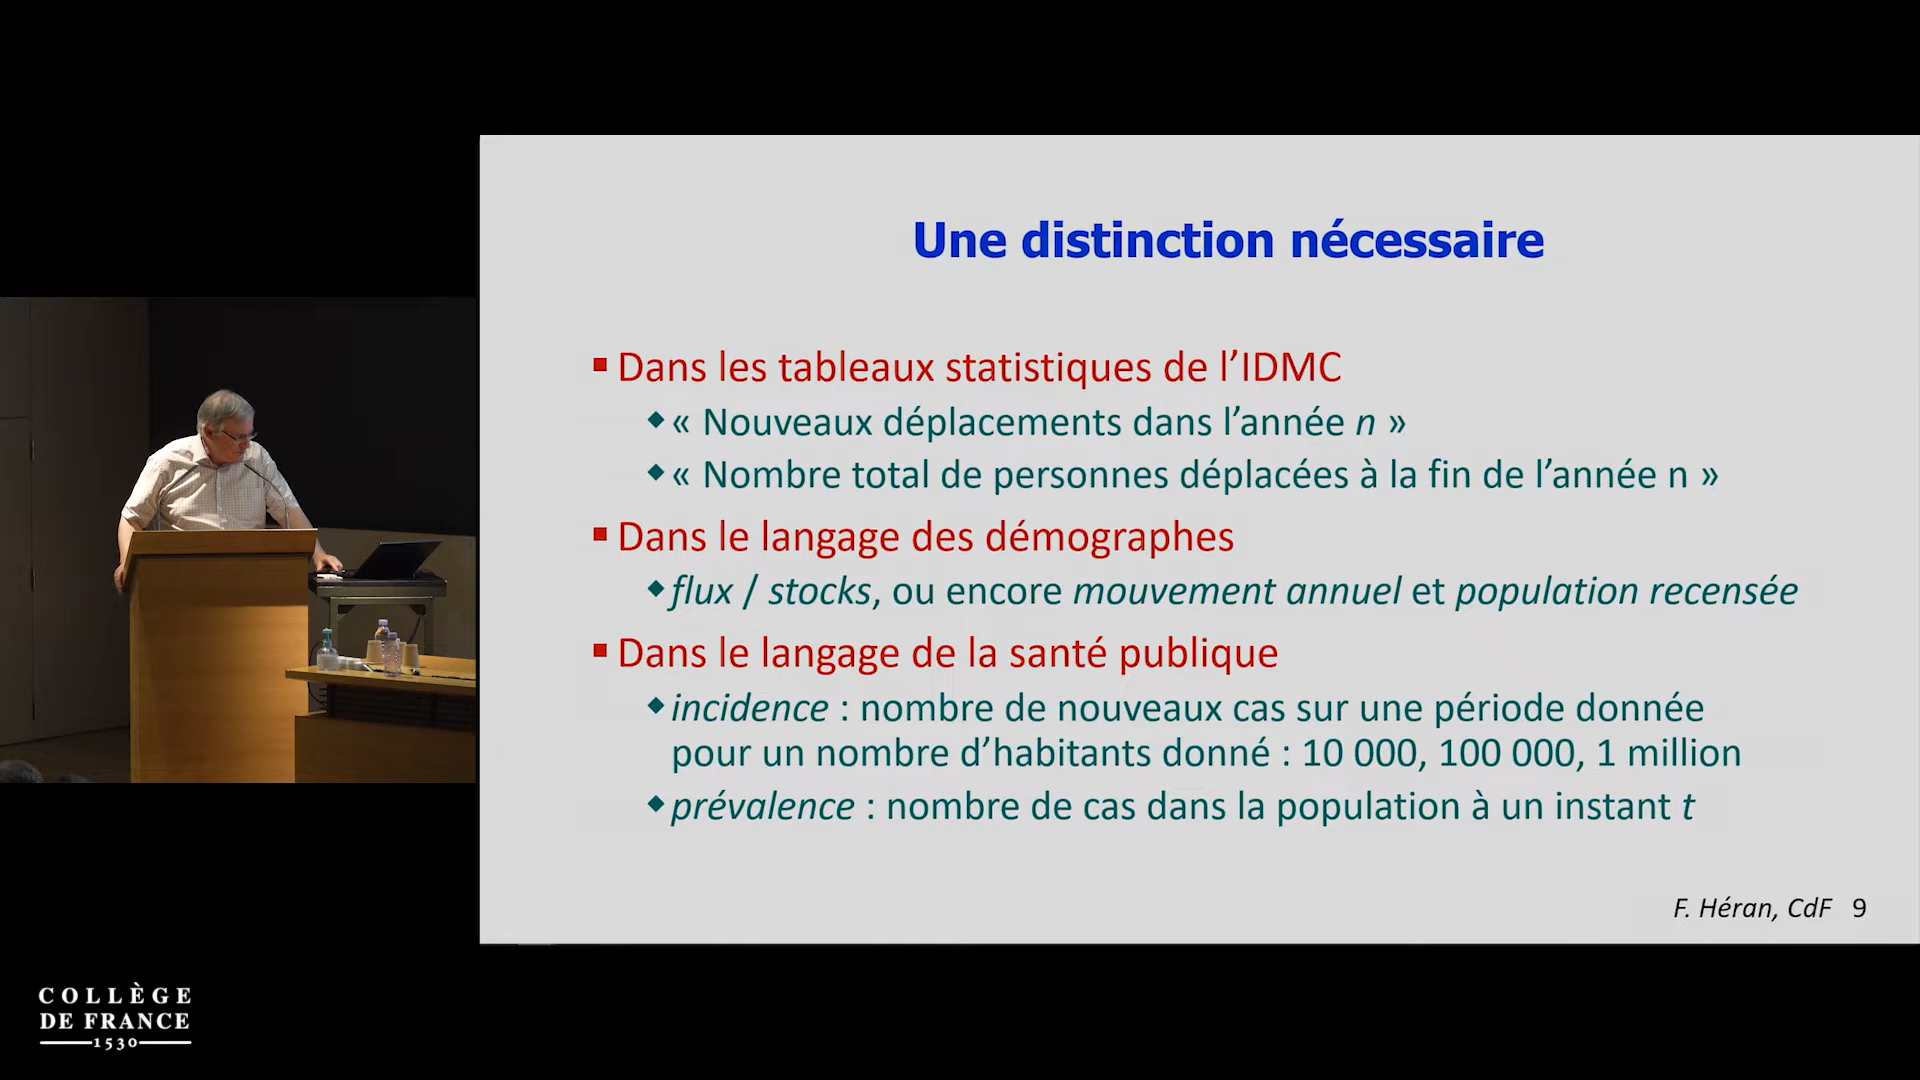 Une distinction nécessaire
▪ Dans les tableaux statistiques de l’IDMC
◆ « Nouveaux déplacements dans l’année n »
◆ « Nombre total de personnes déplacées à la fin de l’année n »
▪ Dans le langage des démographes
◆ flux / stocks, ou encore mouvement annuel et population recensée
▪ Dans le langage de la santé publique
◆ incidence : nombre de nouveaux cas sur une période donnée
pour un nombre d’habitants donné : 10 000, 100 000, 1 million
◆ prévalence : nombre de cas dans la population à un instant t
F. Héran, CdF 9
COLLÈGE
DE FRANCE
1530